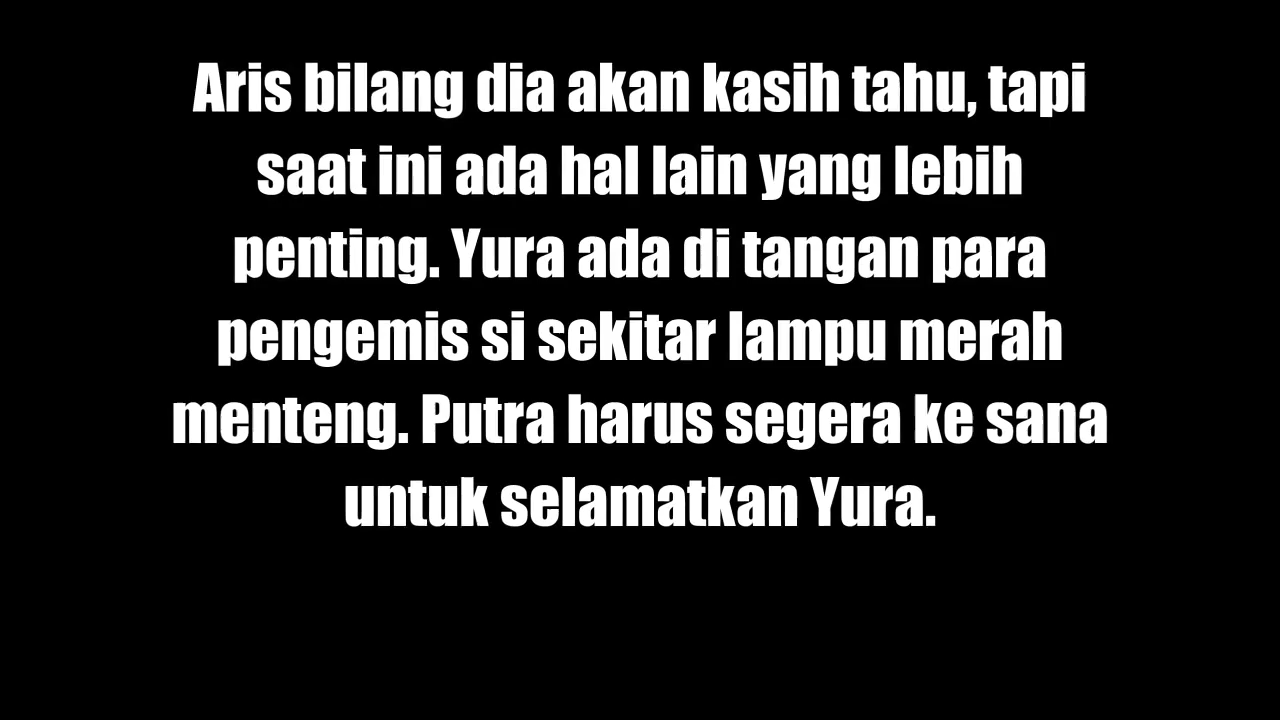 Aris bilang dia akan kasih tahu, tapi
saat ini ada hal lain yang lebih
penting. Yura ada di tangan para
pengemis si sekitar lampu merah
menteng. Putra harus segera ke sana
untuk selamatkan Yura.